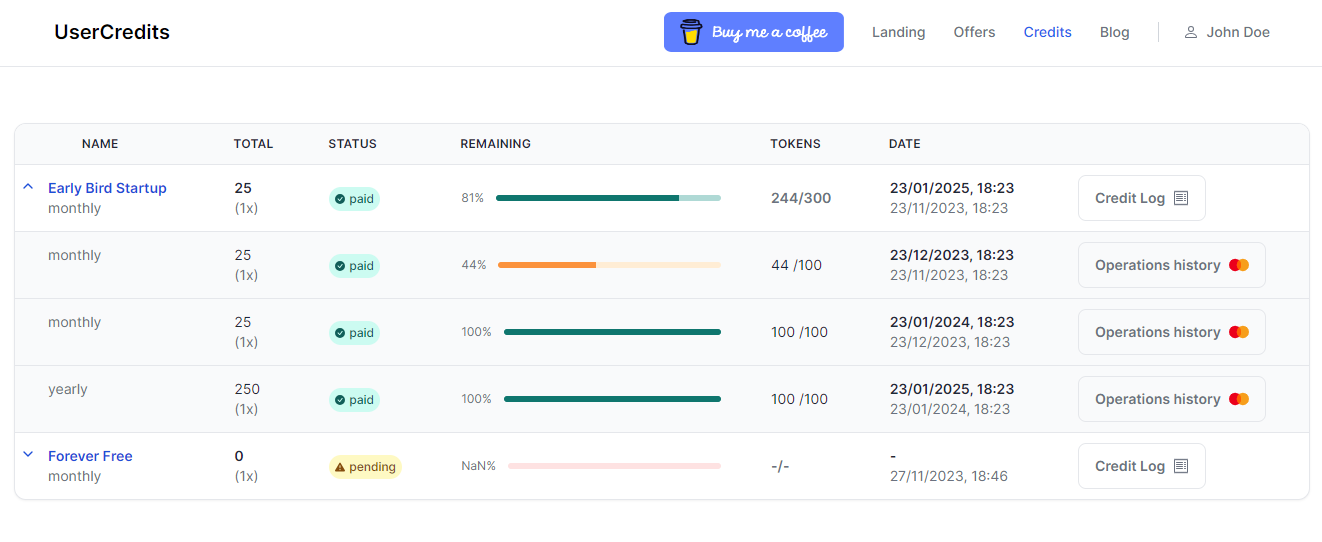 UserCredits
Buy me a coffee
Landing
Offers
Credits
Blog
John Doe
NAME TOTAL STATUS REMAINING TOKENS DATE
Early Bird Startup 25 paid 81% 244/300 23/01/2025, 18:23 Credit Log
monthly (1x) 23/11/2023, 18:23
monthly 25 paid 44% 44 /100 23/12/2023, 18:23 Operations history
(1x) 23/11/2023, 18:23
monthly 25 paid 100% 100 /100 23/01/2024, 18:23 Operations history
(1x) 23/12/2023, 18:23
yearly 250 paid 100% 100 /100 23/01/2025, 18:23 Operations history
(1x) 23/01/2024, 18:23
Forever Free 0 pending NaN% -/- - Credit Log
monthly (1x) 27/11/2023, 18:46